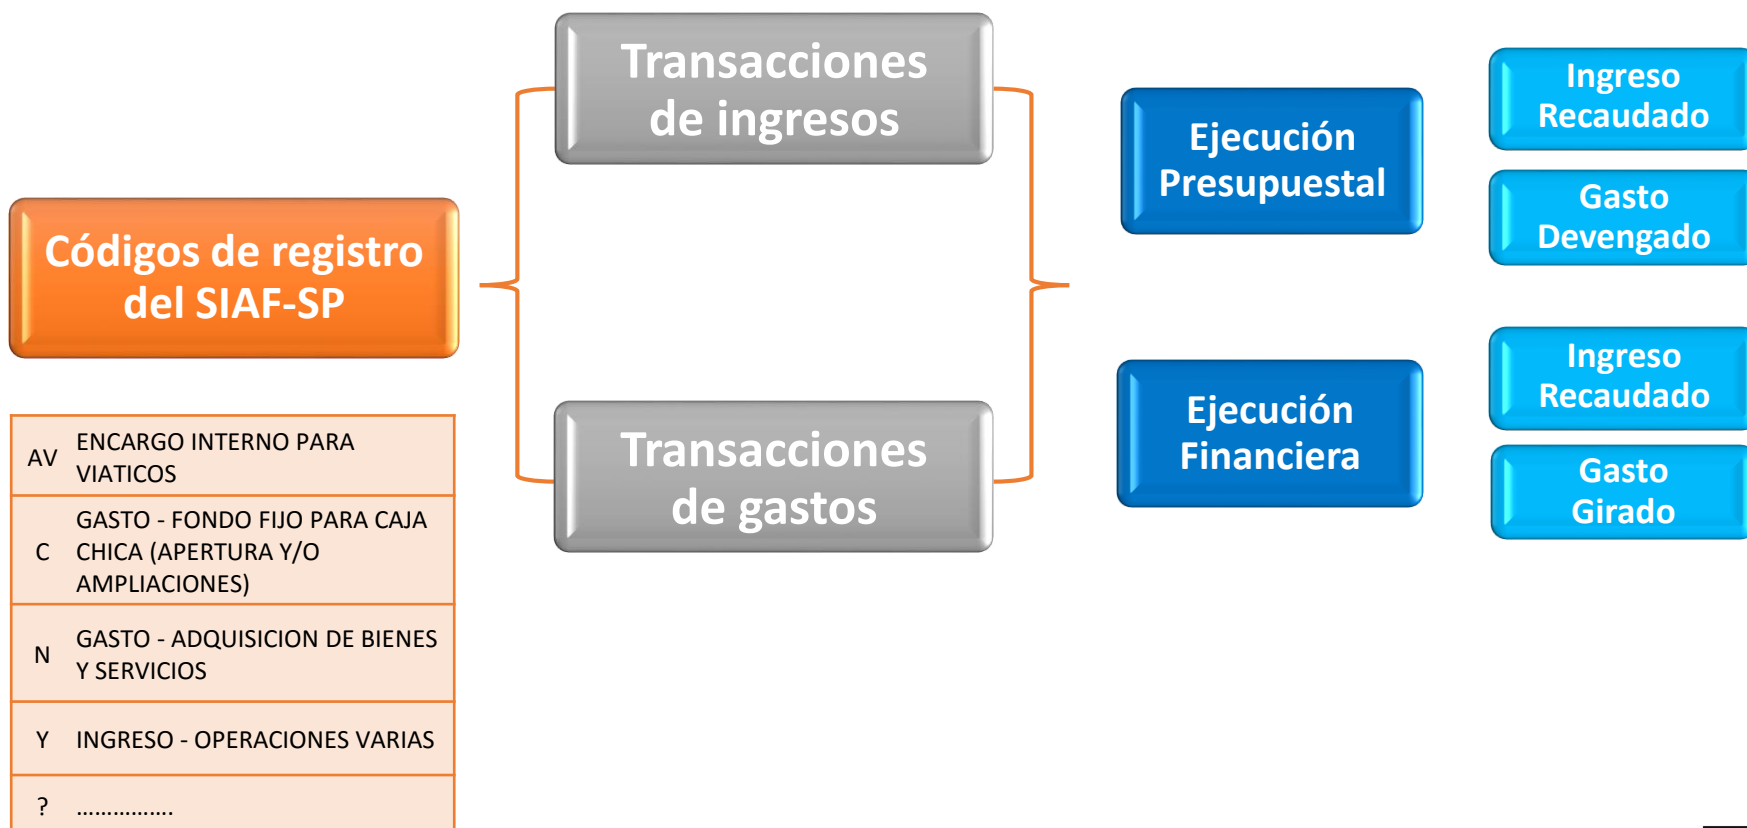 Transacciones
de ingresos
Ingreso
Recaudado
Ejecución
Presupuestal
Gasto
Devengado
Códigos de registro
del SIAF-SP
Ingreso
Recaudado
Ejecución
Financiera
Gasto
Girado
Transacciones
de gastos
AV ENCARGO INTERNO PARA
VIATICOS
GASTO - FONDO FIJO PARA CAJA
C CHICA (APERTURA Y/O
AMPLIACIONES)
N GASTO - ADQUISICION DE BIENES
Y SERVICIOS
Y INGRESO - OPERACIONES VARIAS
? …………….